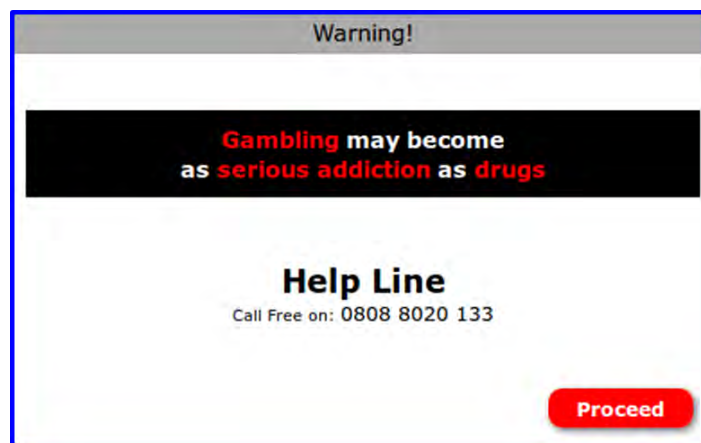 Warning!
Gambling may become
as serious addiction as drugs
Help Line
Call Free on: 0808 8020 133
Proceed